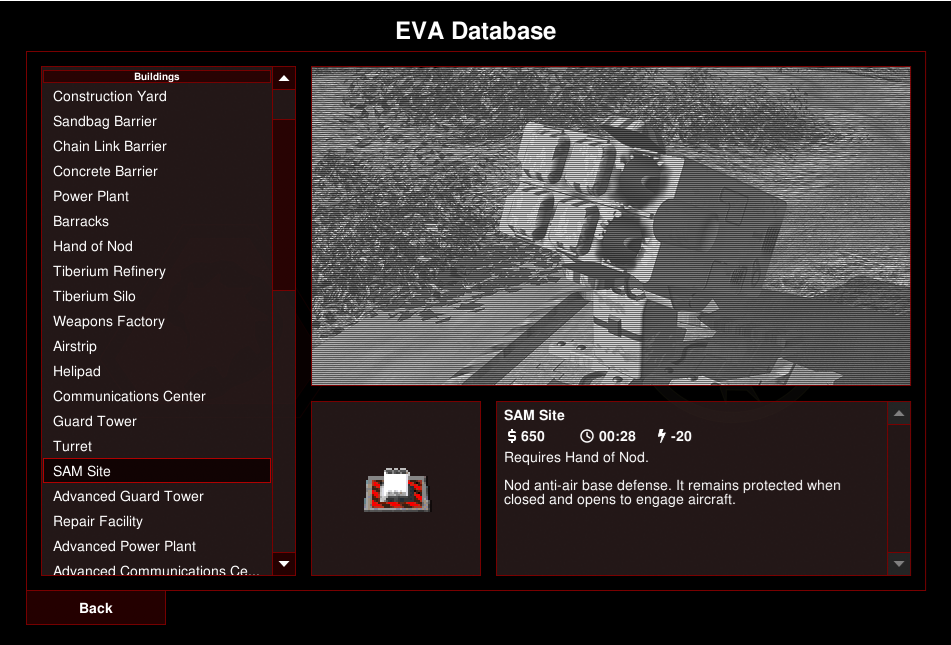 EVA Database
Buildings
Construction Yard
Sandbag Barrier
Chain Link Barrier
Concrete Barrier
Power Plant
Barracks
Hand of Nod
Tiberium Refinery
Tiberium Silo
Weapons Factory
Airstrip
Helipad
Communications Center
Guard Tower
Turret
SAM Site
Advanced Guard Tower
Repair Facility
Advanced Power Plant
Advanced Communications Ce...
SAM Site
$ 650 00:28 -20
Requires Hand of Nod.
Nod anti-air base defense. It remains protected when
closed and opens to engage aircraft.
Back